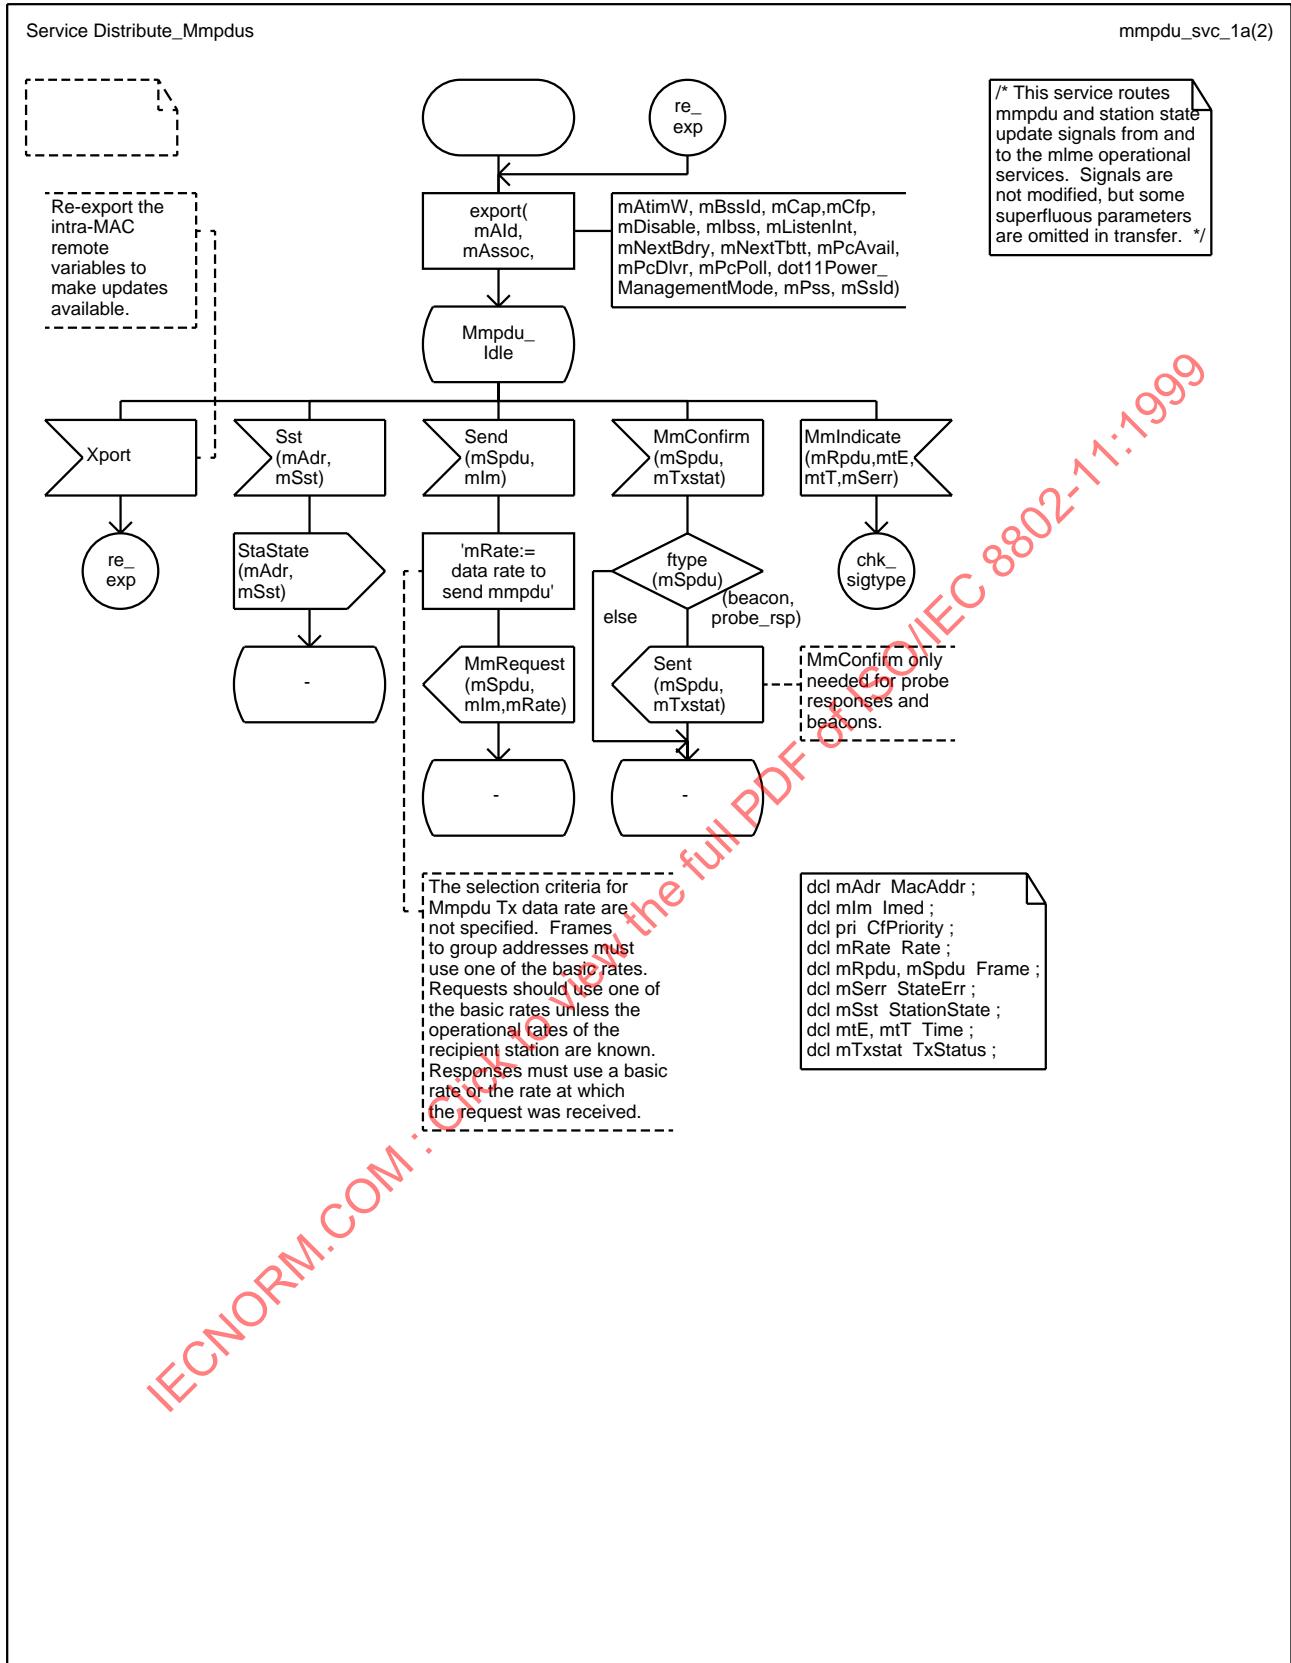 Service Distribute_Mmpdus
mmpdu_svc_1a(2)
re_
exp
/* This service routes
mmpdu and station state
update signals from and
to the mlme operational
services.  Signals are
not modified, but some
superfluous parameters
are omitted in transfer.  */
Re-export the
intra-MAC
remote
variables to
make updates
available.
export(
mAId,
mAssoc,
mAtimW, mBssId, mCap,mCfp,
mDisable, mIbss, mListenInt,
mNextBdry, mNextTbtt, mPcAvail,
mPcDlvr, mPcPoll, dot11Power_
ManagementMode, mPss, mSsId)
Mmpdu_
Idle
Xport
Sst
(mAdr,
mSst)
Send
(mSpdu,
mIm)
MmConfirm
(mSpdu,
mTxstat)
MmIndicate
(mRpdu,mtE,
mtT,mSerr)
re_
exp
StaState
(mAdr,
mSst)
'mRate:=
data rate to
send mmpdu'
ftype
(mSpdu)
chk_
sigtype
else
(beacon,
probe_rsp)
-
MmRequest
(mSpdu,
mIm,mRate)
Sent
(mSpdu,
mTxstat)
MmConfirm only
needed for probe
responses and
beacons.
-
-
The selection criteria for
Mmpdu Tx data rate are
not specified.  Frames
to group addresses must
use one of the basic rates.
Requests should use one of
the basic rates unless the
operational rates of the
recipient station are known.
Responses must use a basic
rate or the rate at which
the request was received.
dcl mAdr  MacAddr ;
dcl mIm  Imed ;
dcl pri  CfPriority ;
dcl mRate  Rate ;
dcl mRpdu, mSpdu  Frame ;
dcl mSerr  StateErr ;
dcl mSst  StationState ;
dcl mtE, mtT  Time ;
dcl mTxstat  TxStatus ;
IECNORM.COM : Click to view the full PDF of ISO/IEC 8802-11:1999